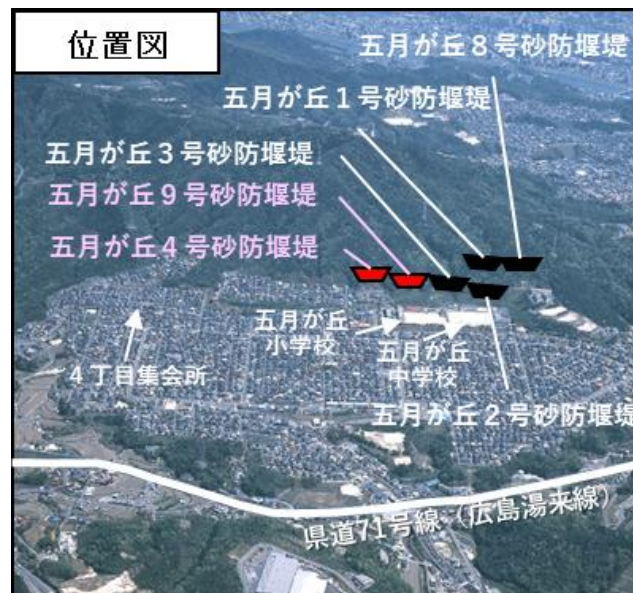 位置図
五月が丘８号砂防堰堤
五月が丘１号砂防堰堤
五月が丘３号砂防堰堤
五月が丘９号砂防堰堤
五月が丘４号砂防堰堤
五月が丘
小学校
五月が丘
中学校
４丁目集会所
五月が丘２号砂防堰堤
県道71号線（広島湯来線）